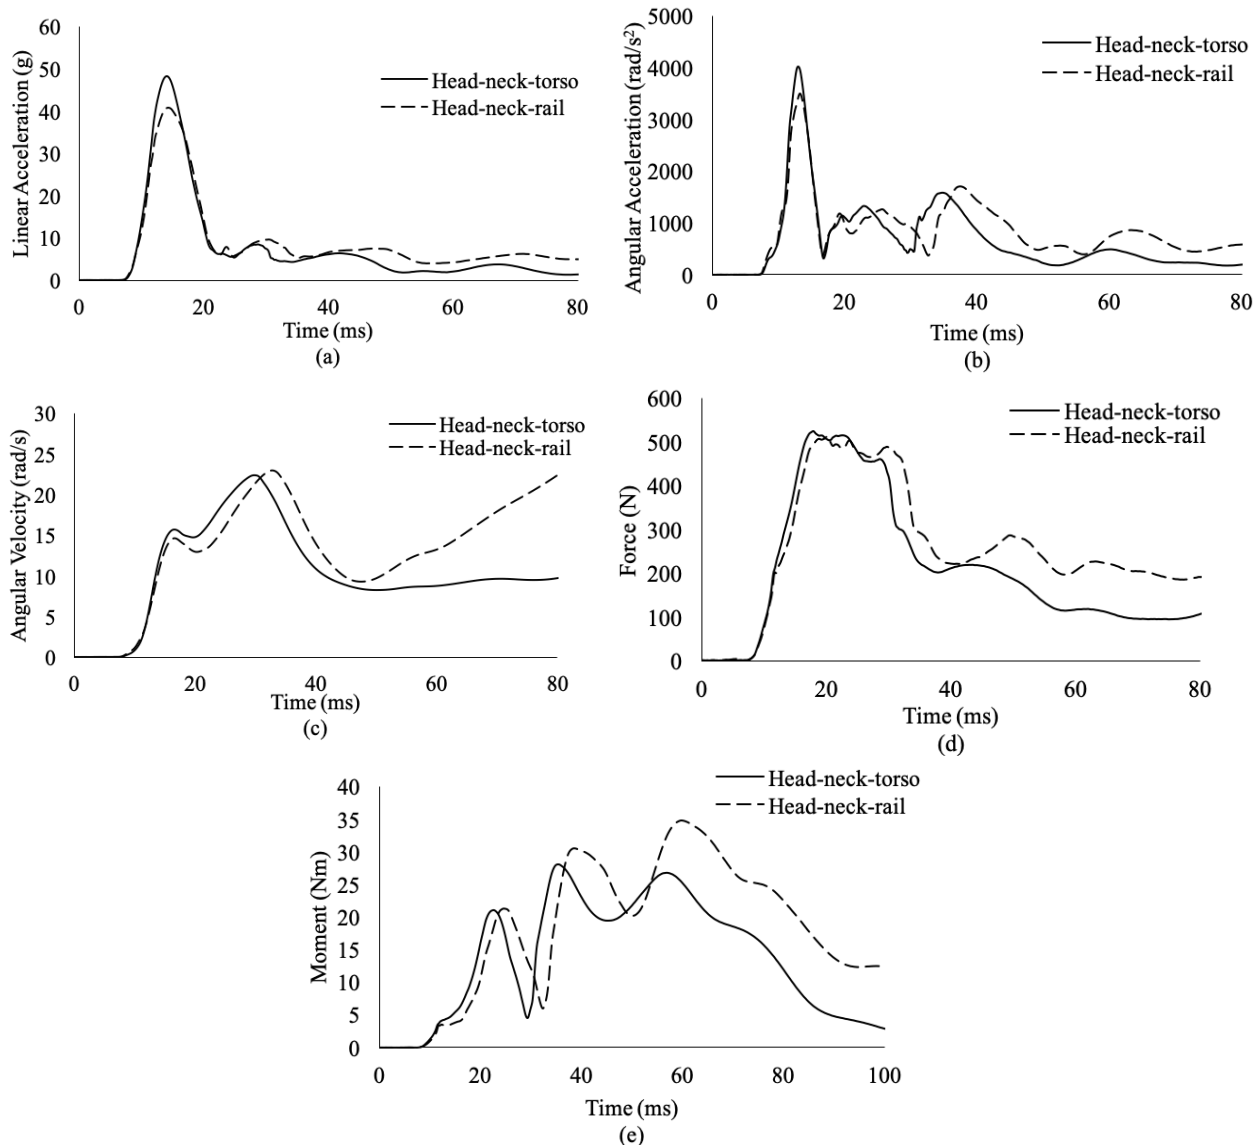 60
50
40
30
20
10
0
Linear Acceleration (g)
Head-neck-torso
Head-neck-rail
0 20 40 60 80
Time (ms)
(a)
5000
4000
3000
2000
1000
0
Angular Acceleration (rad/s²)
Head-neck-torso
Head-neck-rail
0 20 40 60 80
Time (ms)
(b)
30
25
20
15
10
5
0
Angular Velocity (rad/s)
Head-neck-torso
Head-neck-rail
0 20 40 60 80
Time (ms)
(c)
600
500
400
300
200
100
0
Force (N)
Head-neck-torso
Head-neck-rail
0 20 40 60 80
Time (ms)
(d)
40
35
30
25
20
15
10
5
0
Moment (Nm)
Head-neck-torso
Head-neck-rail
0 20 40 60 80 100
Time (ms)
(e)